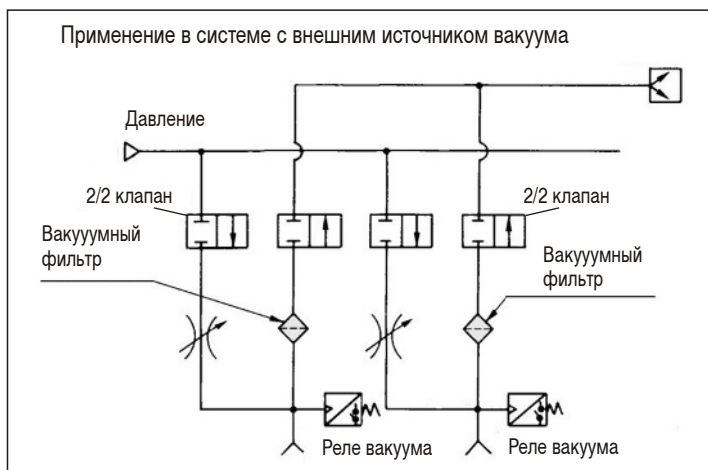 Применение в системе с внешним источником вакуума
Давление
2/2 клапан
2/2 клапан
Вакууумный
фильтр
Вакууумный
фильтр
Реле вакуума
Реле вакуума